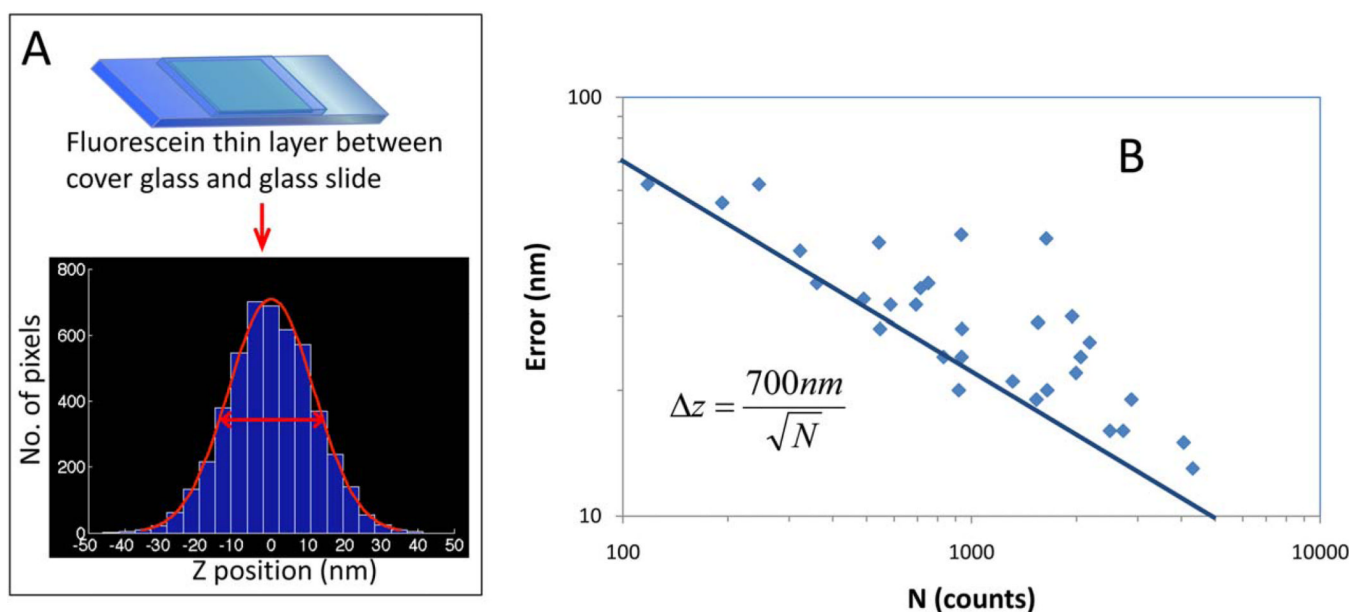 A
Fluorescein thin layer between
cover glass and glass slide
No. of pixels
800
600
400
200
0
-50 -40 -30 -20 -10 0 10 20 30 40 50
Z position (nm)
B
Error (nm)
100
10
Δz = 700nm / √N
100 1000 10000
N (counts)